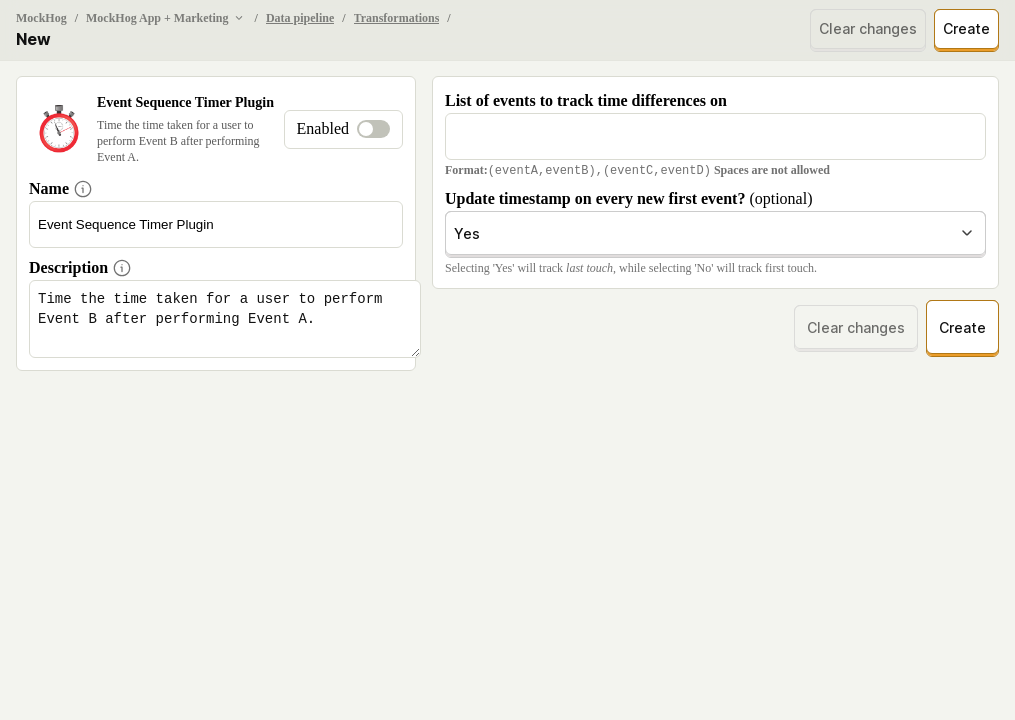 MockHog / MockHog App + Marketing / Data pipeline / Transformations /
New
Clear changes Create
Event Sequence Timer Plugin
Time the time taken for a user to
perform Event B after performing
Event A.
Enabled
Name
Event Sequence Timer Plugin
Description
Time the time taken for a user to perform
Event B after performing Event A.
List of events to track time differences on
Format:(eventA,eventB),(eventC,eventD) Spaces are not allowed
Update timestamp on every new first event? (optional)
Yes
Selecting 'Yes' will track last touch, while selecting 'No' will track first touch.
Clear changes Create